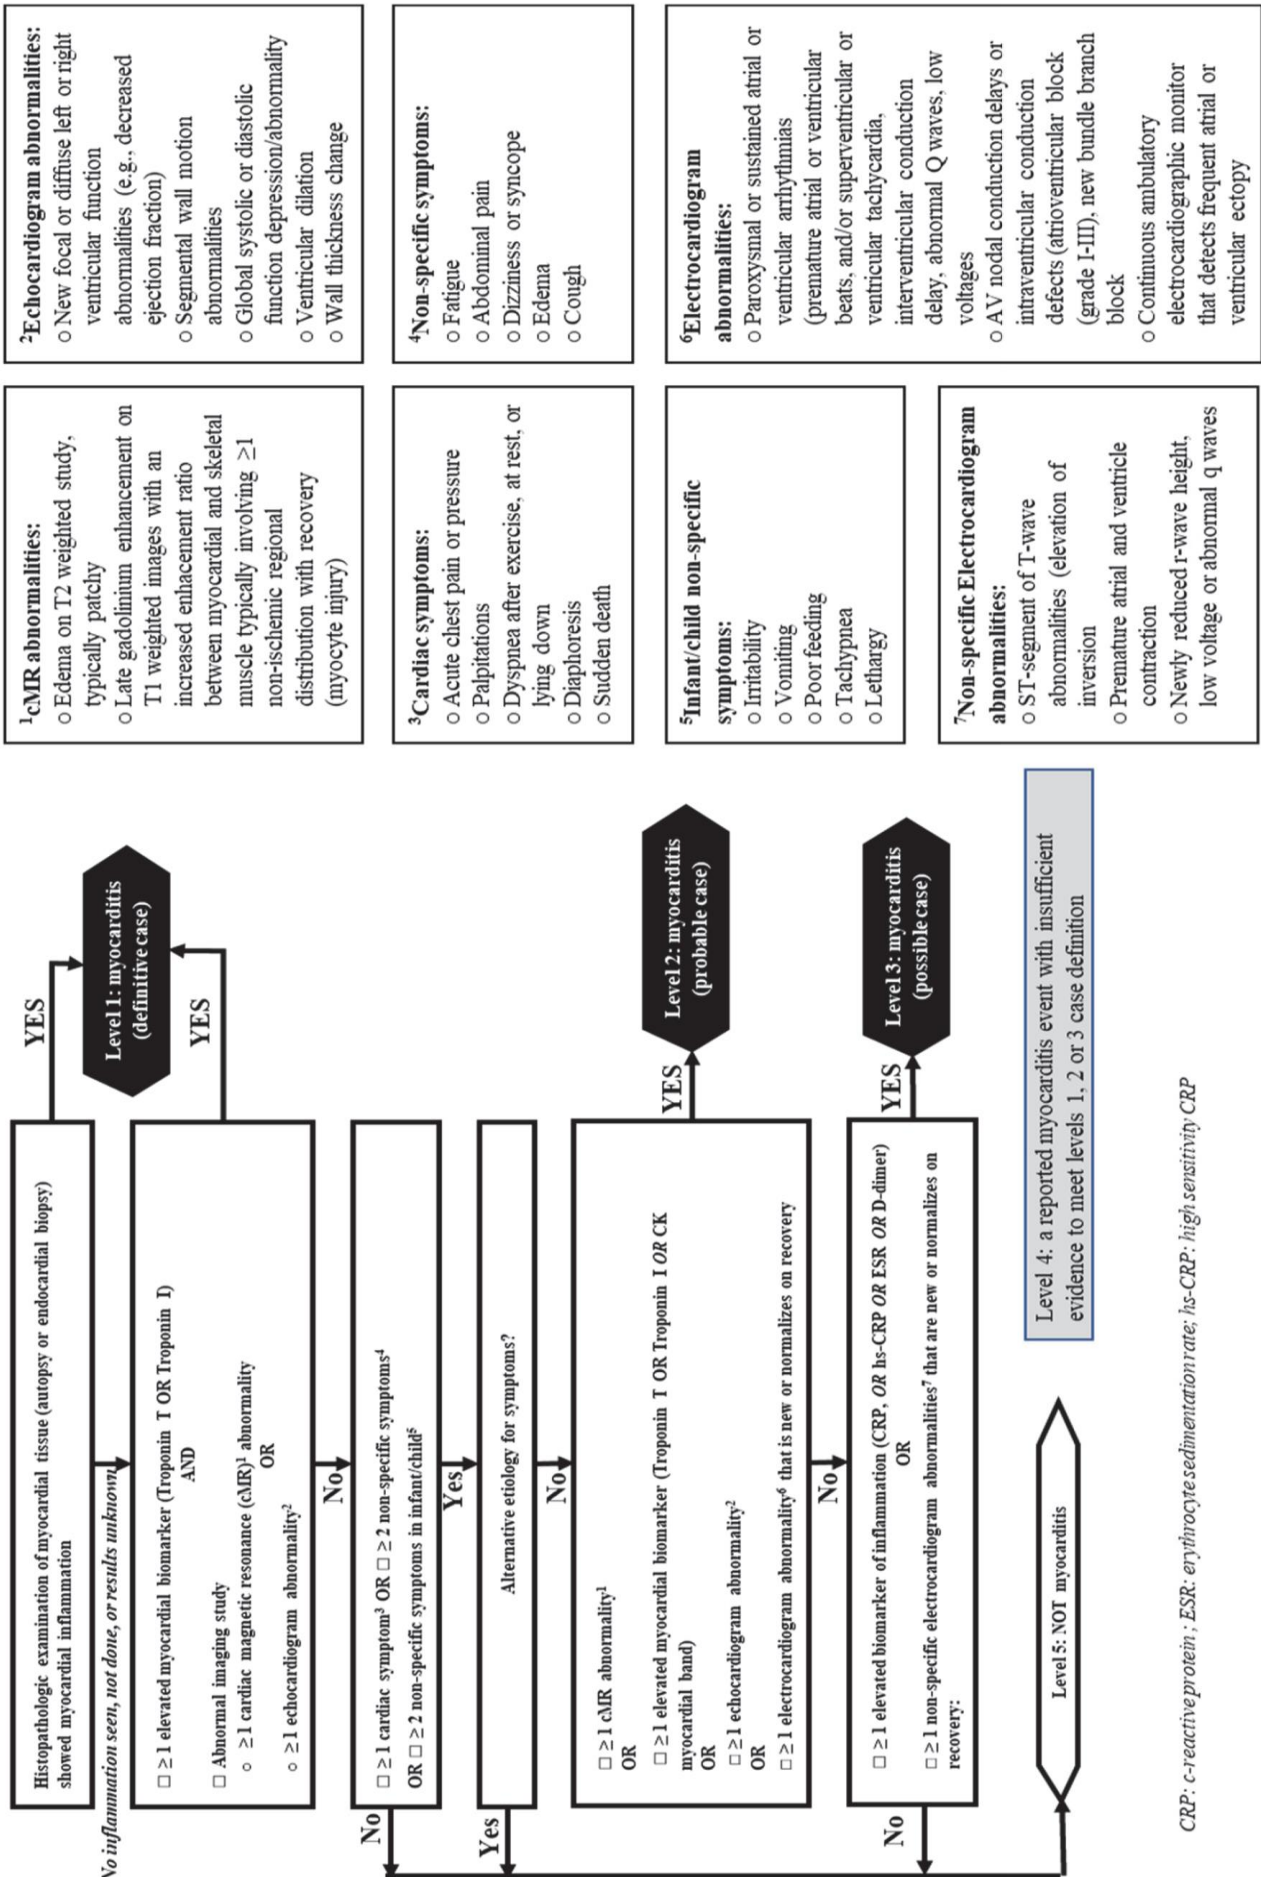 Histopathologic examination of myocardial tissue (autopsy or endocardial biopsy)
showed myocardial inflammation
YES
No inflammation seen, not done, or results unknown
□ ≥1 elevated myocardial biomarker (Troponin T OR Troponin I)
AND
□ Abnormal imaging study
○ ≥1 cardiac magnetic resonance (cMR)¹ abnormality
OR
○ ≥1 echocardiogram abnormality²
YES
Level 1: myocarditis
(definitive case)
No
□ ≥1 cardiac symptom³ OR □ ≥2 non-specific symptoms⁴
OR □ ≥2 non-specific symptoms in infant/child⁵
No
Yes
Alternative etiology for symptoms?
Yes
No
□ ≥1 cMR abnormality¹
OR
□ ≥1 elevated myocardial biomarker (Troponin T OR Troponin I OR CK
myocardial band)
OR
□ ≥1 echocardiogram abnormality²
OR
□ ≥1 electrocardiogram abnormality⁶ that is new or normalizes on recovery
YES
Level 2: myocarditis
(probable case)
No
□ ≥1 elevated biomarker of inflammation (CRP, OR hs-CRP OR ESR OR D-dimer)
OR
□ ≥1 non-specific electrocardiogram abnormalities⁷ that are new or normalizes on
recovery:
YES
Level 3: myocarditis
(possible case)
No
Level 5: NOT myocarditis
Level 4: a reported myocarditis event with insufficient
evidence to meet levels 1, 2 or 3 case definition
CRP: c-reactive protein ; ESR: erythrocyte sedimentation rate; hs-CRP: high sensitivity CRP
¹cMR abnormalities:
○ Edema on T2 weighted study,
typically patchy
○ Late gadolinium enhancement on
T1 weighted images with an
increased enhacement ratio
between myocardial and skeletal
muscle typically involving ≥1
non-ischemic regional
distribution with recovery
(myocyte injury)
²Echocardiogram abnormalities:
○ New focal or diffuse left or right
ventricular function
abnormalities (e.g., decreased
ejection fraction)
○ Segmental wall motion
abnormalities
○ Global systolic or diastolic
function depression/abnormality
○ Ventricular dilation
○ Wall thickness change
³Cardiac symptoms:
○ Acute chest pain or pressure
○ Palpitations
○ Dyspnea after exercise, at rest, or
lying down
○ Diaphoresis
○ Sudden death
⁴Non-specific symptoms:
○ Fatigue
○ Abdominal pain
○ Dizziness or syncope
○ Edema
○ Cough
⁵Infant/child non-specific
symptoms:
○ Irritability
○ Vomiting
○ Poor feeding
○ Tachypnea
○ Lethargy
⁶Electrocardiogram
abnormalities:
○ Paroxysmal or sustained atrial or
ventricular arrhythmias
(premature atrial or ventricular
beats, and/or superventricular or
ventricular tachycardia,
interventricular conduction
delay, abnormal Q waves, low
voltages
○ AV nodal conduction delays or
intraventricular conduction
defects (atrioventricular block
(grade I-III), new bundle branch
block
○ Continuous ambulatory
electrocardiographic monitor
that detects frequent atrial or
ventricular ectopy
⁷Non-specific Electrocardiogram
abnormalities:
○ ST-segment of T-wave
abnormalities (elevation of
inversion
○ Premature atrial and ventricle
contraction
○ Newly reduced r-wave height,
low voltage or abnormal q waves